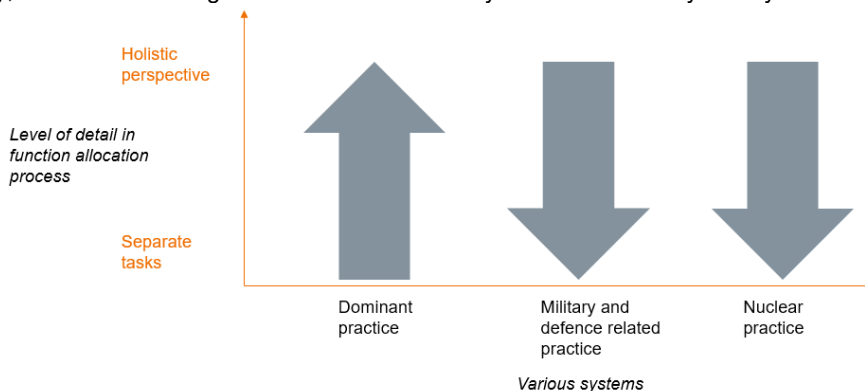 Holistic
perspective
Level of detail in
function allocation
process
Separate
tasks
Dominant
practice
Military and
defence related
practice
Nuclear
practice
Various systems